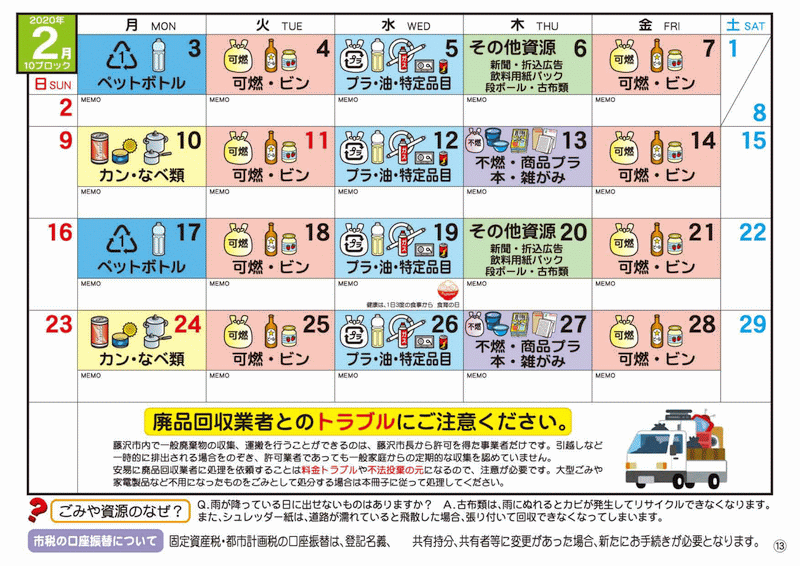 2020年
2月
10ブロック
月 MON
火 TUE
水 WED
木 THU
金 FRI
土 SAT
日 SUN
3
1
ペットボトル
4
可燃
可燃・ビン
5
プラ
プラ・油・特定品目
その他資源 6
新聞・折込広告
飲料用紙パック
段ボール・古布類
7
可燃
可燃・ビン
1
8
2
MEMO
MEMO
MEMO
MEMO
MEMO
9
10
カン・なべ類
11
可燃
可燃・ビン
12
プラ
プラ・油・特定品目
13
不燃
不燃・商品プラ
本・雑がみ
14
可燃
可燃・ビン
15
MEMO
MEMO
MEMO
MEMO
MEMO
16
17
1
ペットボトル
18
可燃
可燃・ビン
19
プラ
プラ・油・特定品目
その他資源 20
新聞・折込広告
飲料用紙パック
段ボール・古布類
21
可燃
可燃・ビン
22
MEMO
MEMO
MEMO
MEMO
MEMO
健康は、1日3度の食事から 食育の日
23
24
カン・なべ類
25
可燃
可燃・ビン
26
プラ
プラ・油・特定品目
27
不燃
不燃・商品プラ
本・雑がみ
28
可燃
可燃・ビン
29
MEMO
MEMO
MEMO
MEMO
MEMO
廃品回収業者とのトラブルにご注意ください。
藤沢市内で一般廃棄物の収集、運搬を行うことができるのは、藤沢市長から許可を得た事業者だけです。引越しなど
一時的に排出される場合をのぞき、許可業者であっても一般家庭からの定期的な収集を認めていません。
安易に廃品回収業者に処理を依頼することは料金トラブルや不法投棄の元になるので、注意が必要です。大型ごみや
家電製品など不用になったものをごみとして処分する場合は本冊子に従って処理してください。
? ごみや資源のなぜ?
Q.雨が降っている日に出せないものはありますか? A.古布類は、雨にぬれるとカビが発生してリサイクルできなくなります。
また、シュレッダー紙は、道路が濡れていると飛散した場合、張り付いて回収できなくなってしまいます。
市税の口座振替について
固定資産税・都市計画税の口座振替は、登記名義、 共有持分、共有者等に変更があった場合、新たにお手続きが必要となります。
⑬